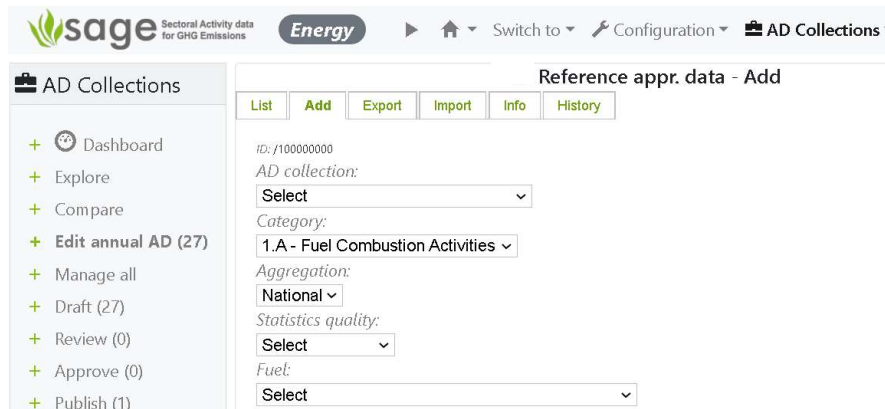 sage Sectoral Activity data
for GHG Emissions
Energy
Switch to
Configuration
AD Collections
AD Collections
+ Dashboard
+ Explore
+ Compare
+ Edit annual AD (27)
+ Manage all
+ Draft (27)
+ Review (0)
+ Approve (0)
+ Publish (1)
Reference appr. data - Add
List Add Export Import Info History
ID: /100000000
AD collection:
Select
Category:
1.A - Fuel Combustion Activities
Aggregation:
National
Statistics quality:
Select
Fuel:
Select